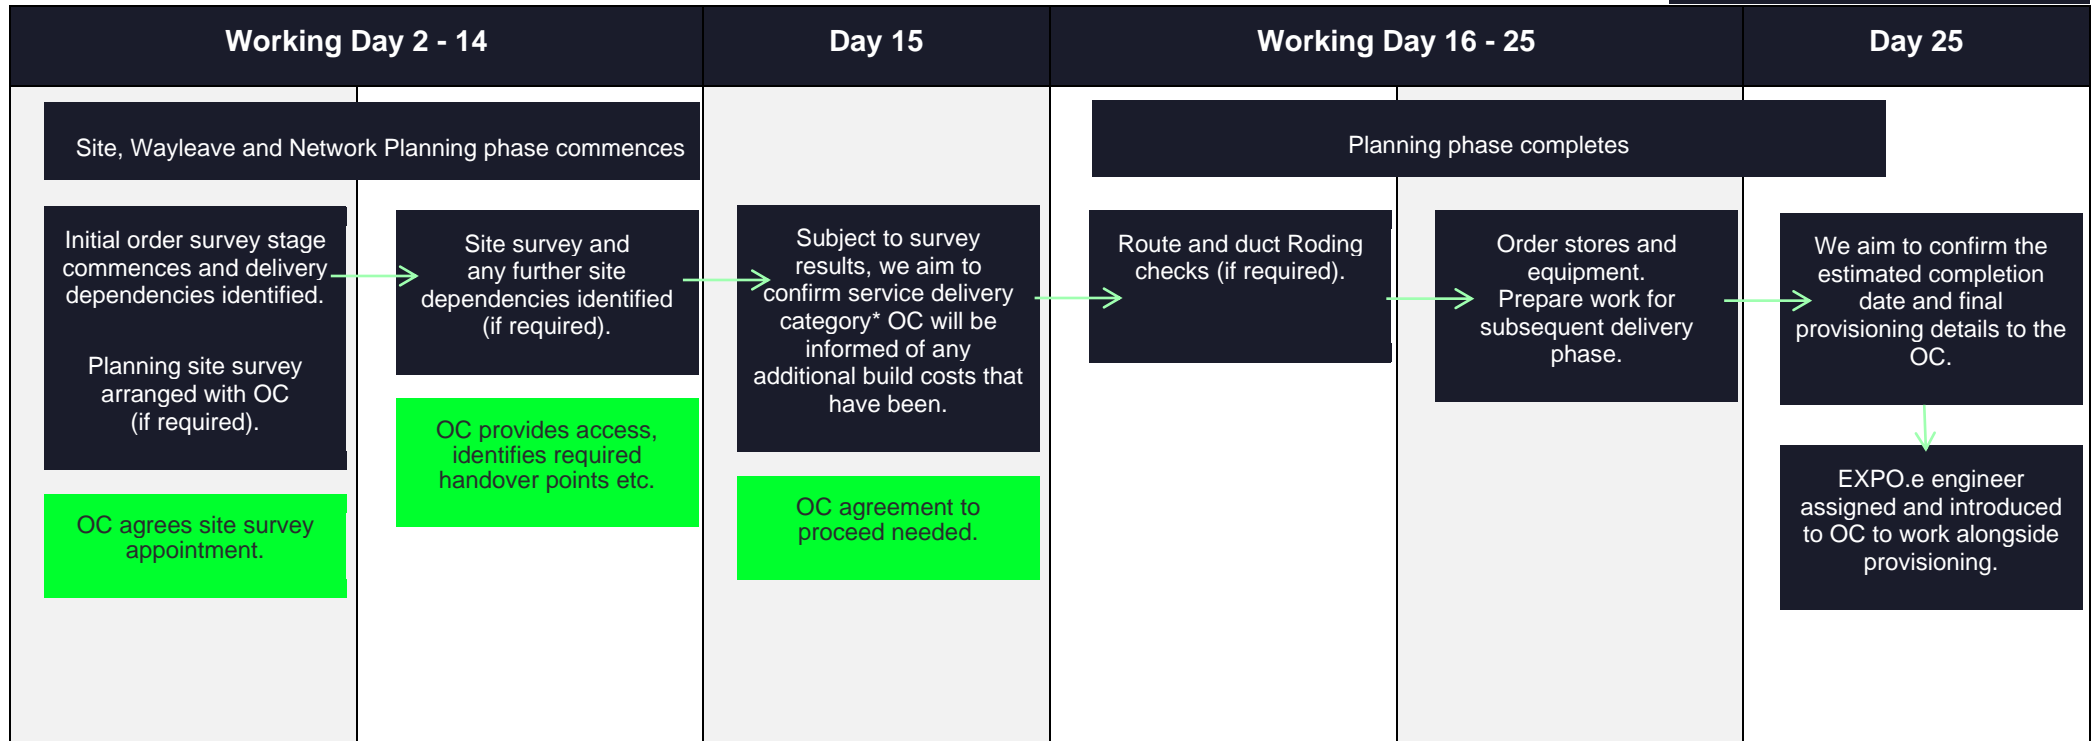 Working Day 2 - 14
Day 15
Working Day 16 - 25
Day 25
Site, Wayleave and Network Planning phase commences
Planning phase completes
Initial order survey stage
commences and delivery
dependencies identified.
Planning site survey
arranged with OC
(if required).
OC agrees site survey
appointment.
Site survey and
any further site
dependencies identified
(if required).
OC provides access,
identifies required
handover points etc.
Subject to survey
results, we aim to
confirm service delivery
category* OC will be
informed of any
additional build costs that
have been.
OC agreement to
proceed needed.
Route and duct Roding
checks (if required).
Order stores and
equipment.
Prepare work for
subsequent delivery
phase.
We aim to confirm the
estimated completion
date and final
provisioning details to the
OC.
EXPO.e engineer
assigned and introduced
to OC to work alongside
provisioning.